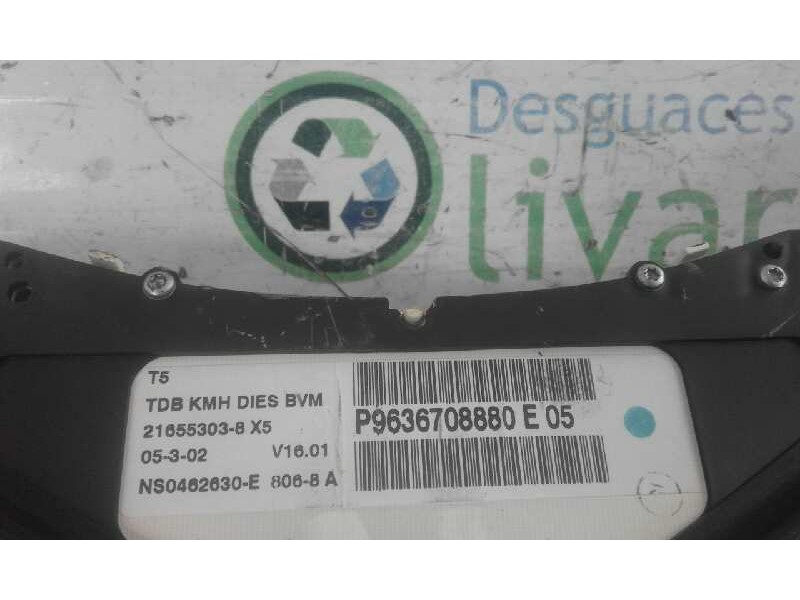 Desguaces
Olivar
T5
TDB KMH DIES BVM
21655303-8 X5
05-3-02 V16.01
NS0462630-E 806-8 A
P9636708880 E 05